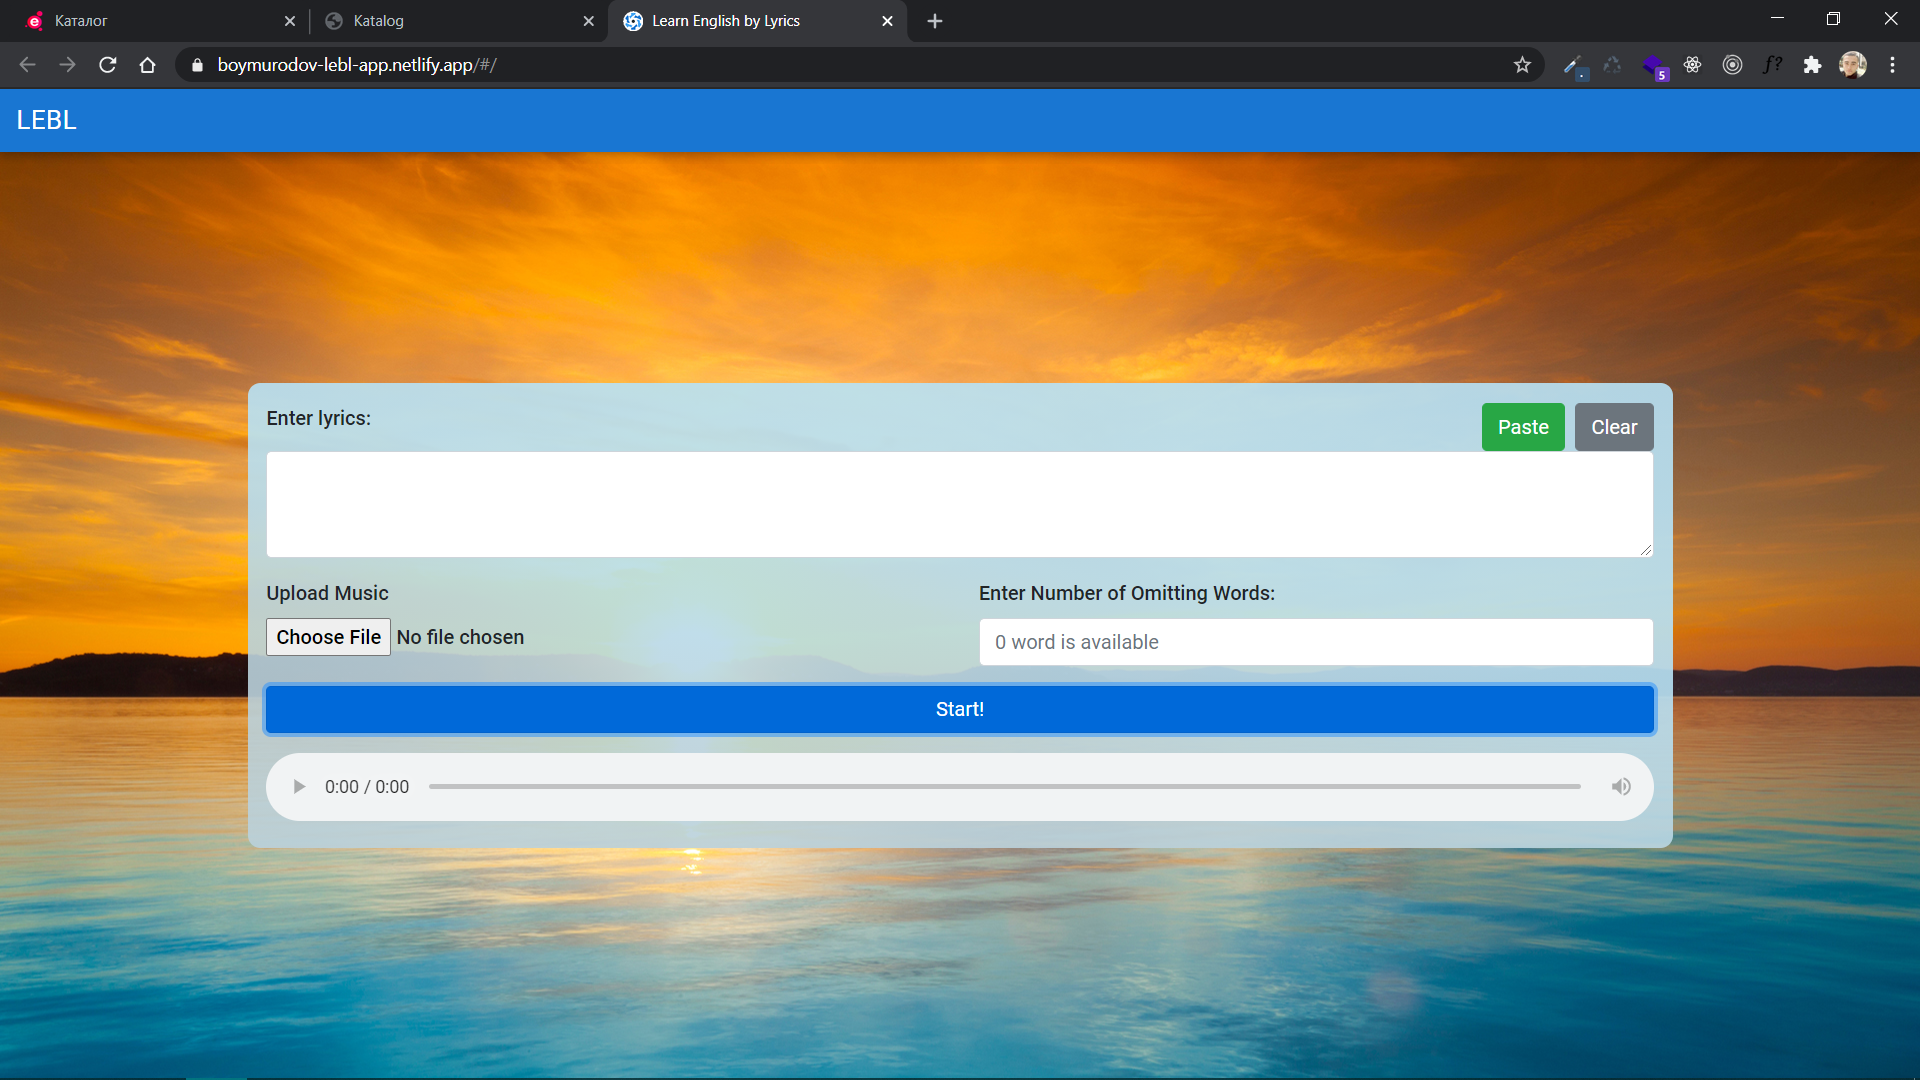 Каталог
Katalog
Learn English by Lyrics
boymurodov-lebl-app.netlify.app/#/
5
f?
LEBL
Enter lyrics:
Paste
Clear
Upload Music
Enter Number of Omitting Words:
Choose File No file chosen
0 word is available
Start!
0:00 / 0:00